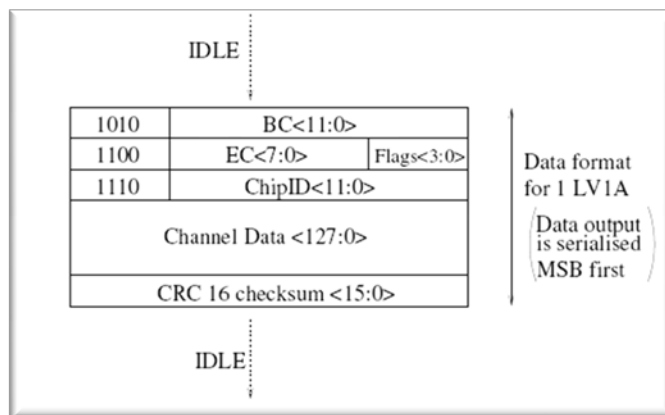 IDLE
1010 BC<11:0>
1100 EC<7:0> Flags<3:0>
1110 ChipID<11:0>
Channel Data <127:0>
CRC 16 checksum <15:0>
IDLE
Data format
for 1 LV1A
(Data output
is serialised
MSB first)